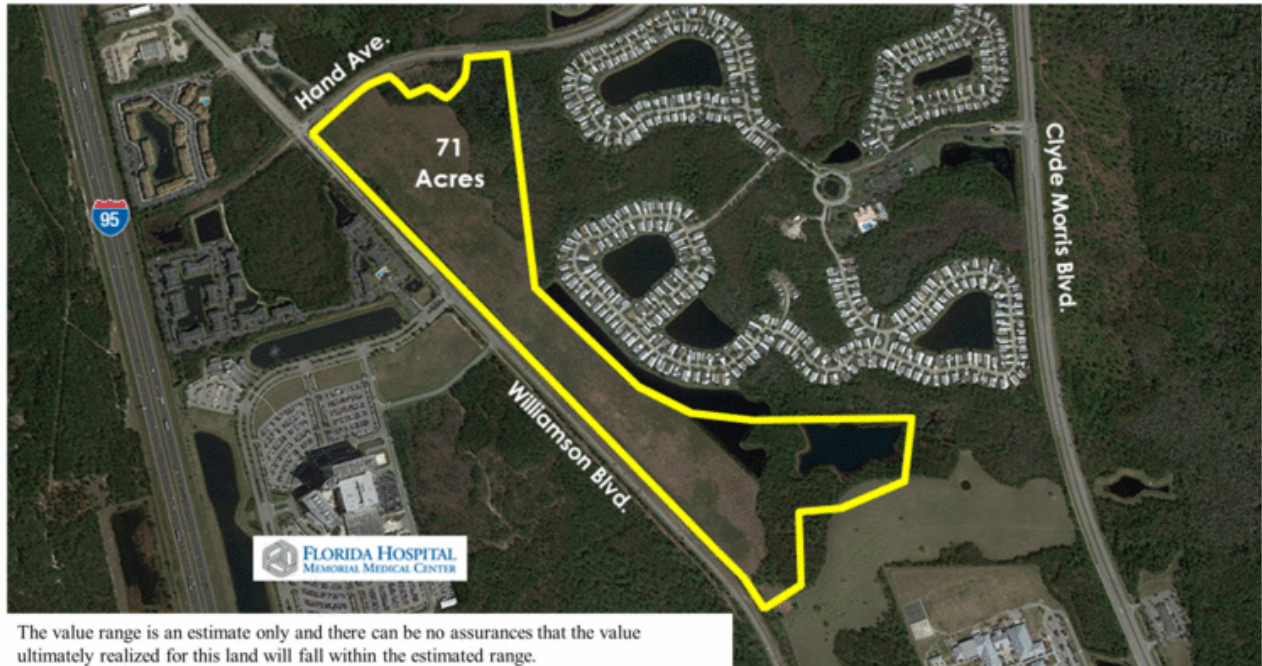 Hand Ave.
71
Acres
95
Clyde Morris Blvd.
Williamson Blvd.
FLORIDA HOSPITAL
MEMORIAL MEDICAL CENTER
The value range is an estimate only and there can be no assurances that the value
ultimately realized for this land will fall within the estimated range.